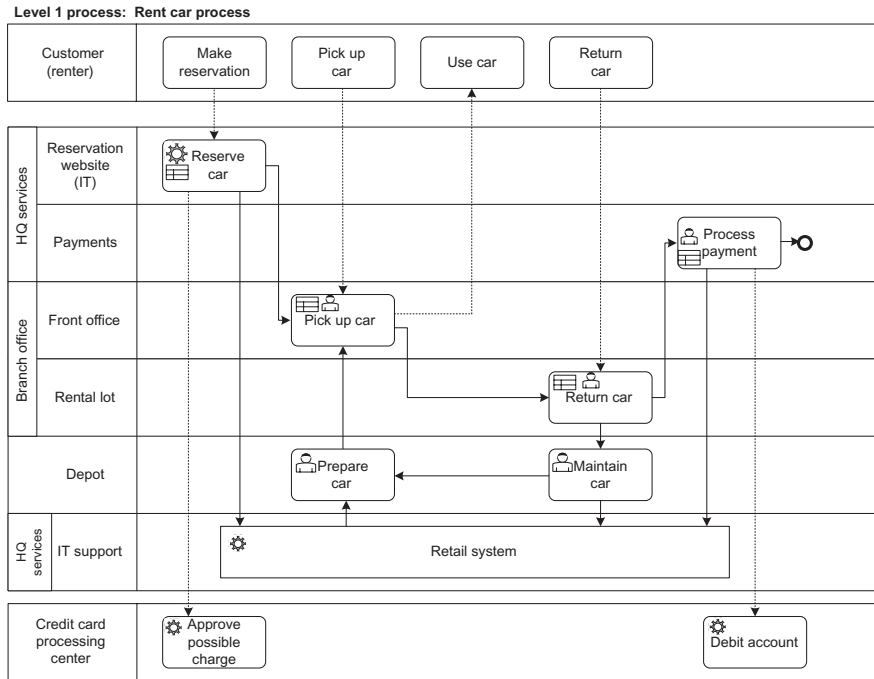 Level 1 process:  Rent car process
Customer
(renter)
Make
reservation
Pick up
car
Use car
Return
car
HQ services
Reservation
website
(IT)
Reserve
car
Payments
Process
payment
Branch office
Front office
Pick up car
Rental lot
Return car
Depot
Prepare
car
Maintain
car
HQ
services
IT support
Retail system
Credit card
processing
center
Approve
possible
charge
Debit account